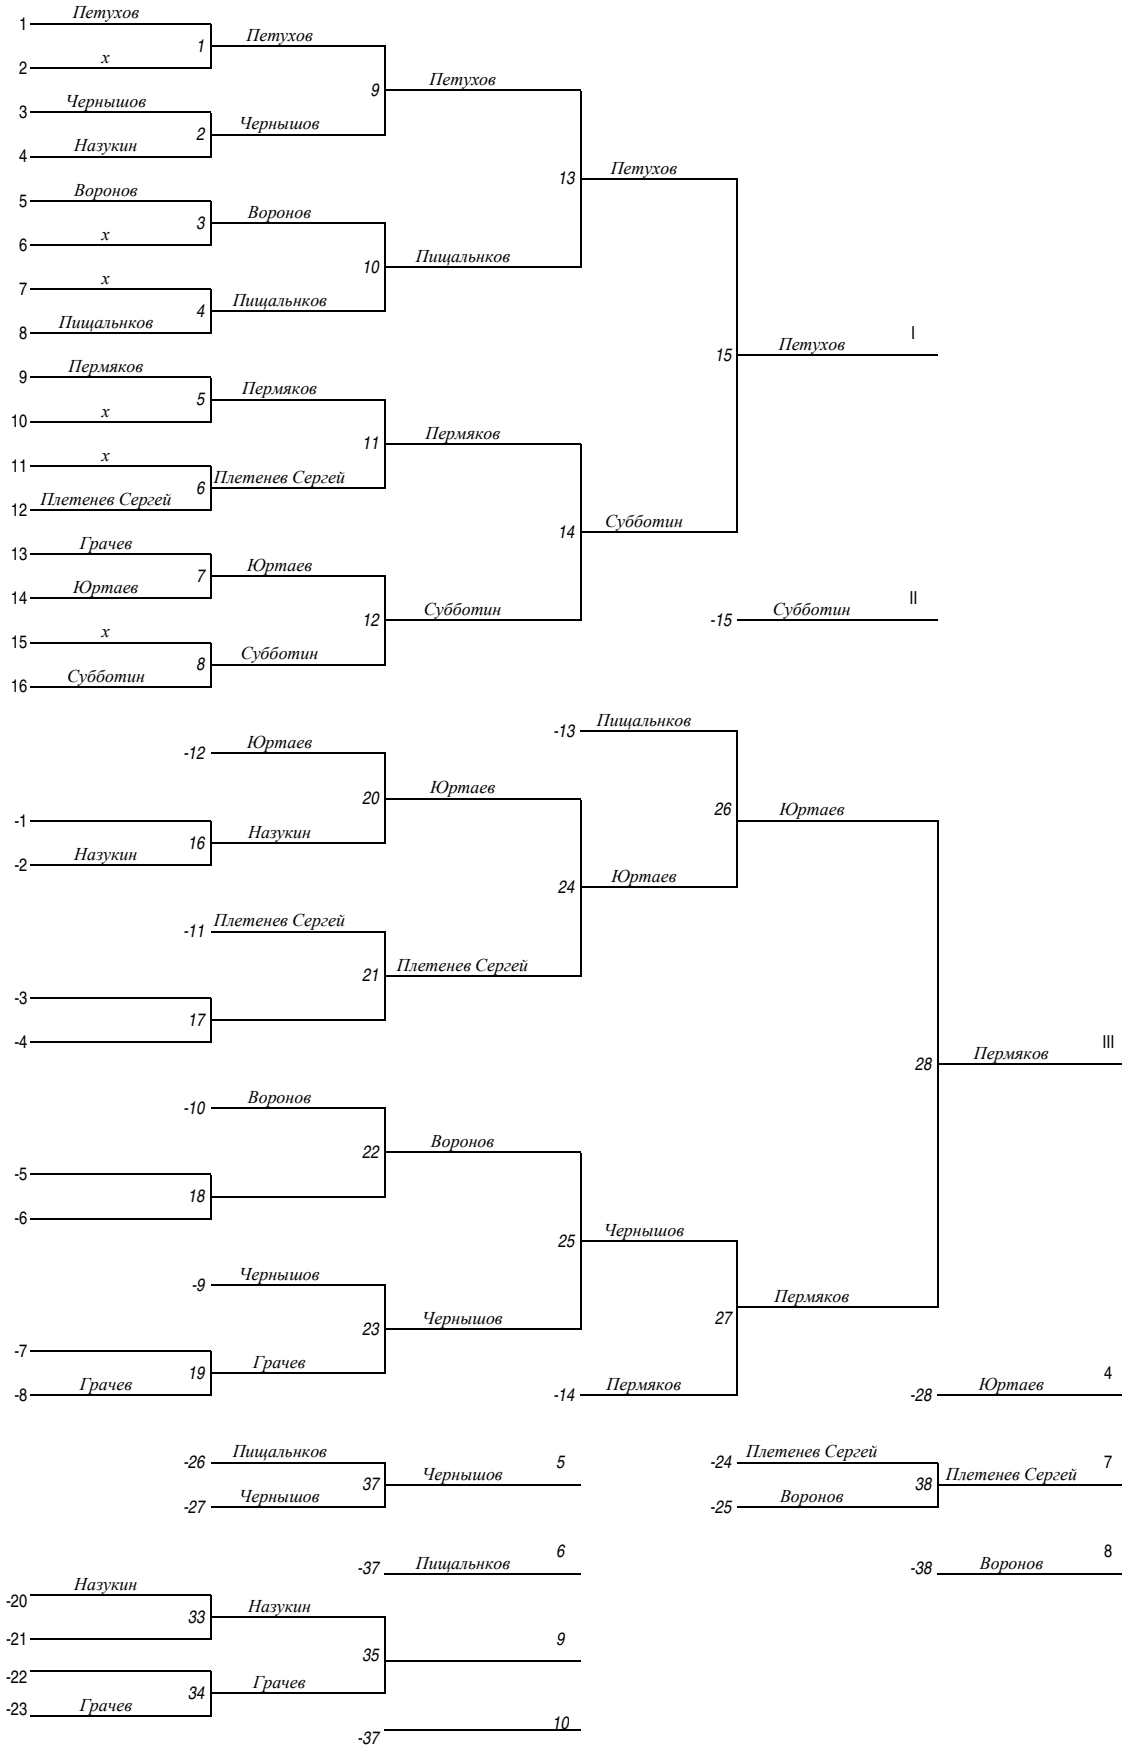 1 Петухов
1 Петухов
2 x
9 Петухов
3 Чернышов
2 Чернышов
4 Назукин
13 Петухов
5 Воронов
3 Воронов
6 x
10 Пищальнков
7 x
4 Пищальнков
8 Пищальнков
15 Петухов I
9 Пермяков
5 Пермяков
10 x
11 Пермяков
11 x
6 Плетенев Сергей
12 Плетенев Сергей
14 Субботин
13 Грачев
7 Юртаев
14 Юртаев
12 Субботин
-15 Субботин II
15 x
8 Субботин
16 Субботин
-13 Пищальнков
-12 Юртаев
20 Юртаев
26 Юртаев
-1
16 Назукин
-2 Назукин
24 Юртаев
-11 Плетенев Сергей
21 Плетенев Сергей
-3
17
-4
28 Пермяков III
-10 Воронов
22 Воронов
-5
18
-6
25 Чернышов
-9 Чернышов
27 Пермяков
23 Чернышов
-7
19 Грачев
-8 Грачев
-14 Пермяков
-28 Юртаев 4
-26 Пищальнков
37 Чернышов 5
-27 Чернышов
-24 Плетенев Сергей
38 Плетенев Сергей 7
-25 Воронов
-37 Пищальнков 6
-38 Воронов 8
-20 Назукин
33 Назукин
-21
35 9
-22
34 Грачев
-23 Грачев
-37 10